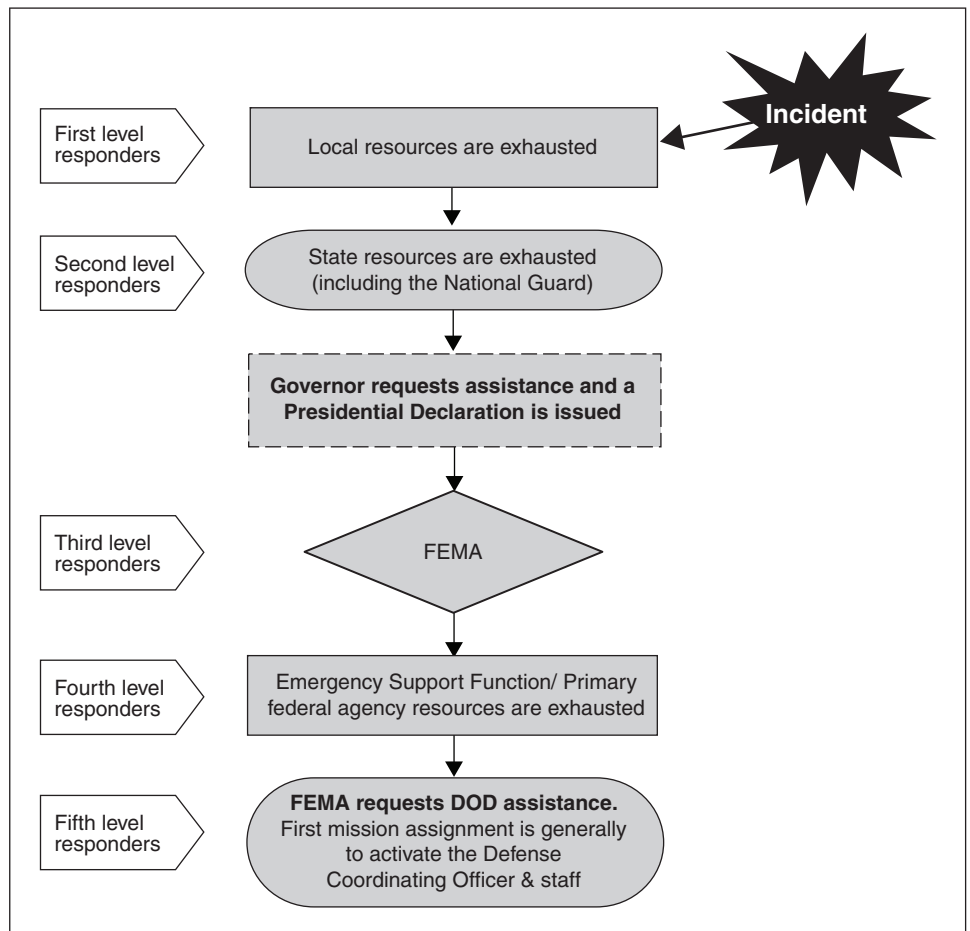 Incident
First level
responders
Local resources are exhausted
Second level
responders
State resources are exhausted
(including the National Guard)
Governor requests assistance and a
Presidential Declaration is issued
Third level
responders
FEMA
Fourth level
responders
Emergency Support Function/ Primary
federal agency resources are exhausted
Fifth level
responders
FEMA requests DOD assistance.
First mission assignment is generally
to activate the Defense
Coordinating Officer & staff